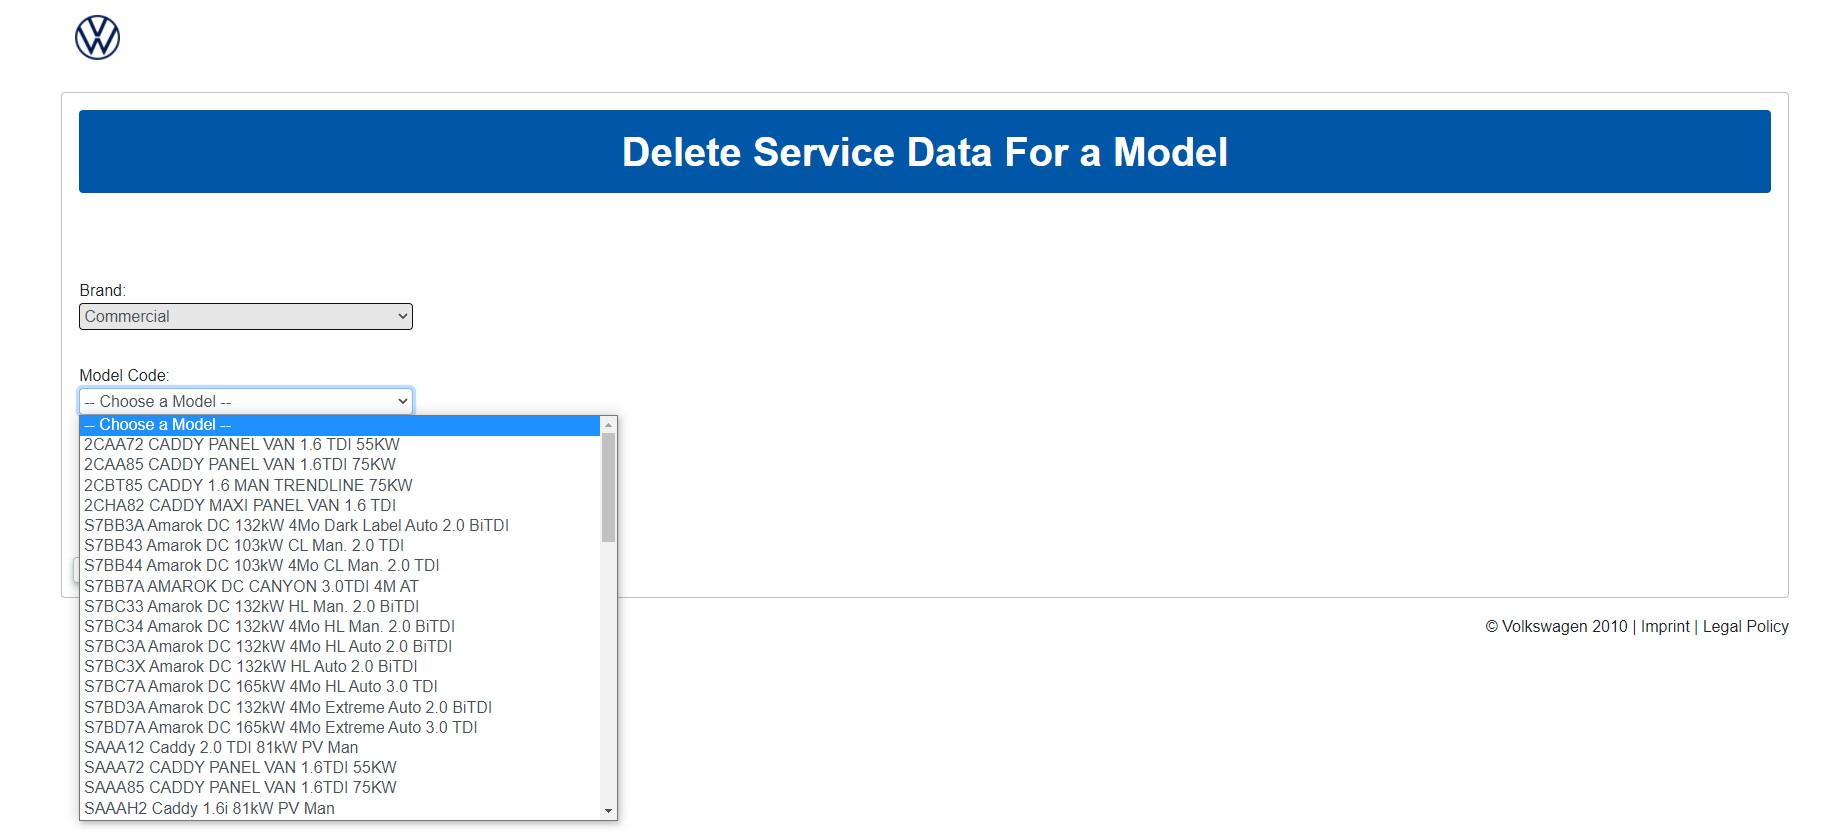 Delete Service Data For a Model
Brand:
Commercial
Model Code:
-- Choose a Model --
-- Choose a Model --
2CAA72 CADDY PANEL VAN 1.6 TDI 55KW
2CAA85 CADDY PANEL VAN 1.6TDI 75KW
2CBT85 CADDY 1.6 MAN TRENDLINE 75KW
2CHA82 CADDY MAXI PANEL VAN 1.6 TDI
S7BB3A Amarok DC 132kW 4Mo Dark Label Auto 2.0 BiTDI
S7BB43 Amarok DC 103kW CL Man. 2.0 TDI
S7BB44 Amarok DC 103kW 4Mo CL Man. 2.0 TDI
S7BB7A AMAROK DC CANYON 3.0TDI 4M AT
S7BC33 Amarok DC 132kW HL Man. 2.0 BiTDI
S7BC34 Amarok DC 132kW 4Mo HL Man. 2.0 BiTDI
S7BC3A Amarok DC 132kW 4Mo HL Auto 2.0 BiTDI
S7BC3X Amarok DC 132kW HL Auto 2.0 BiTDI
S7BC7A Amarok DC 165kW 4Mo HL Auto 3.0 TDI
S7BD3A Amarok DC 132kW 4Mo Extreme Auto 2.0 BiTDI
S7BD7A Amarok DC 165kW 4Mo Extreme Auto 3.0 TDI
SAAA12 Caddy 2.0 TDI 81kW PV Man
SAAA72 CADDY PANEL VAN 1.6TDI 55KW
SAAA85 CADDY PANEL VAN 1.6TDI 75KW
SAAAH2 Caddy 1.6i 81kW PV Man
© Volkswagen 2010 | Imprint | Legal Policy